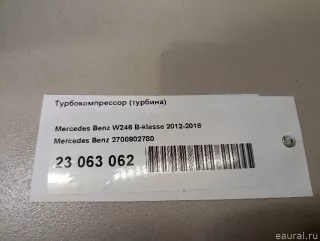 Турбокомпрессор (турбина)
Mercedes Benz W246 B-klasse 2012-2018
Mercedes Benz 2700902780
23 063 062
eaural.ru